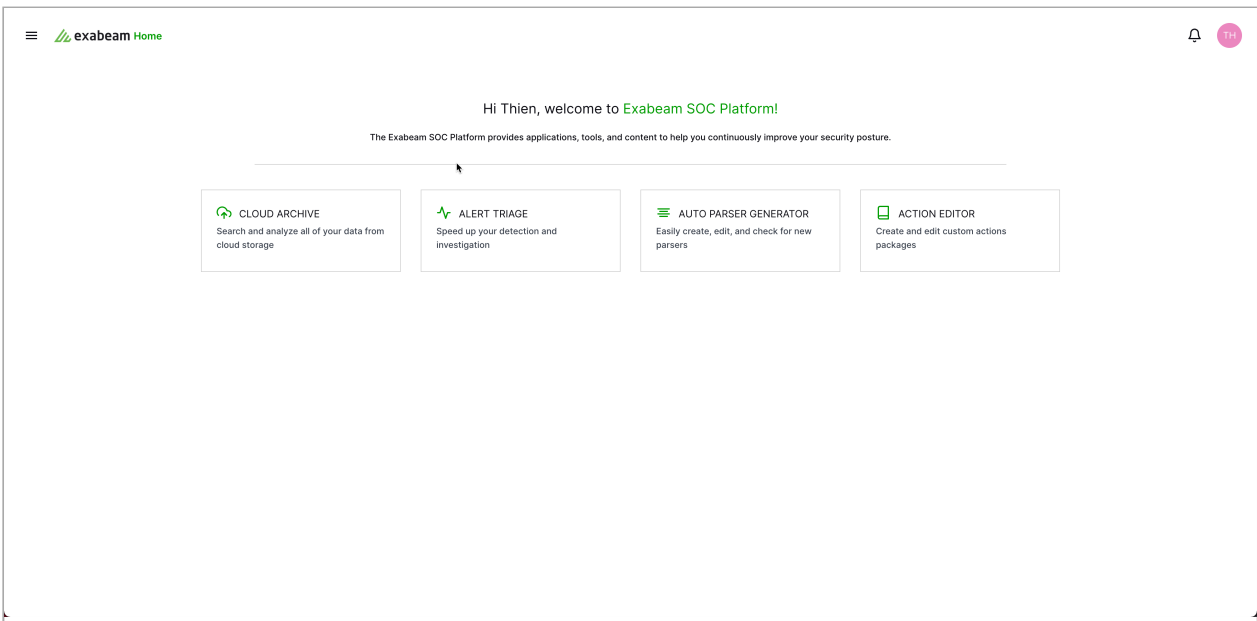 exabeam Home
TH
Hi Thien, welcome to Exabeam SOC Platform!
The Exabeam SOC Platform provides applications, tools, and content to help you continuously improve your security posture.
CLOUD ARCHIVE
Search and analyze all of your data from
cloud storage
ALERT TRIAGE
Speed up your detection and
investigation
AUTO PARSER GENERATOR
Easily create, edit, and check for new
parsers
ACTION EDITOR
Create and edit custom actions
packages